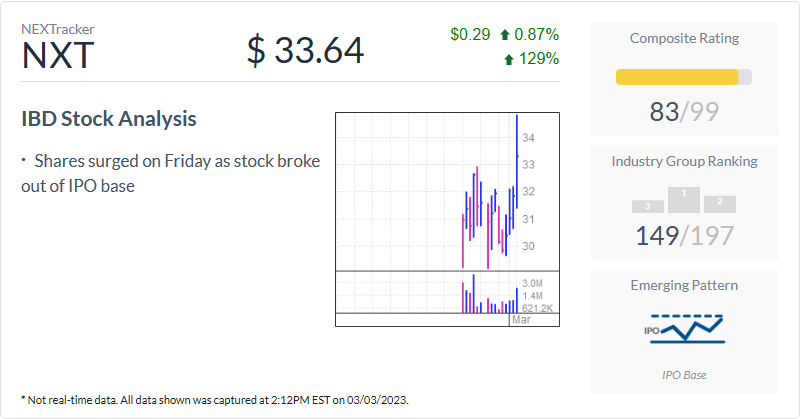 NEXTracker
NXT
$ 33.64
$0.29 0.87%
129%
IBD Stock Analysis
· Shares surged on Friday as stock broke
out of IPO base
34
33
32
31
30
3.0M
1.4M
621.2K
Mar
Composite Rating
83/99
Industry Group Ranking
3 1 2
149/197
Emerging Pattern
IPO
IPO Base
* Not real-time data. All data shown was captured at 2:12PM EST on 03/03/2023.